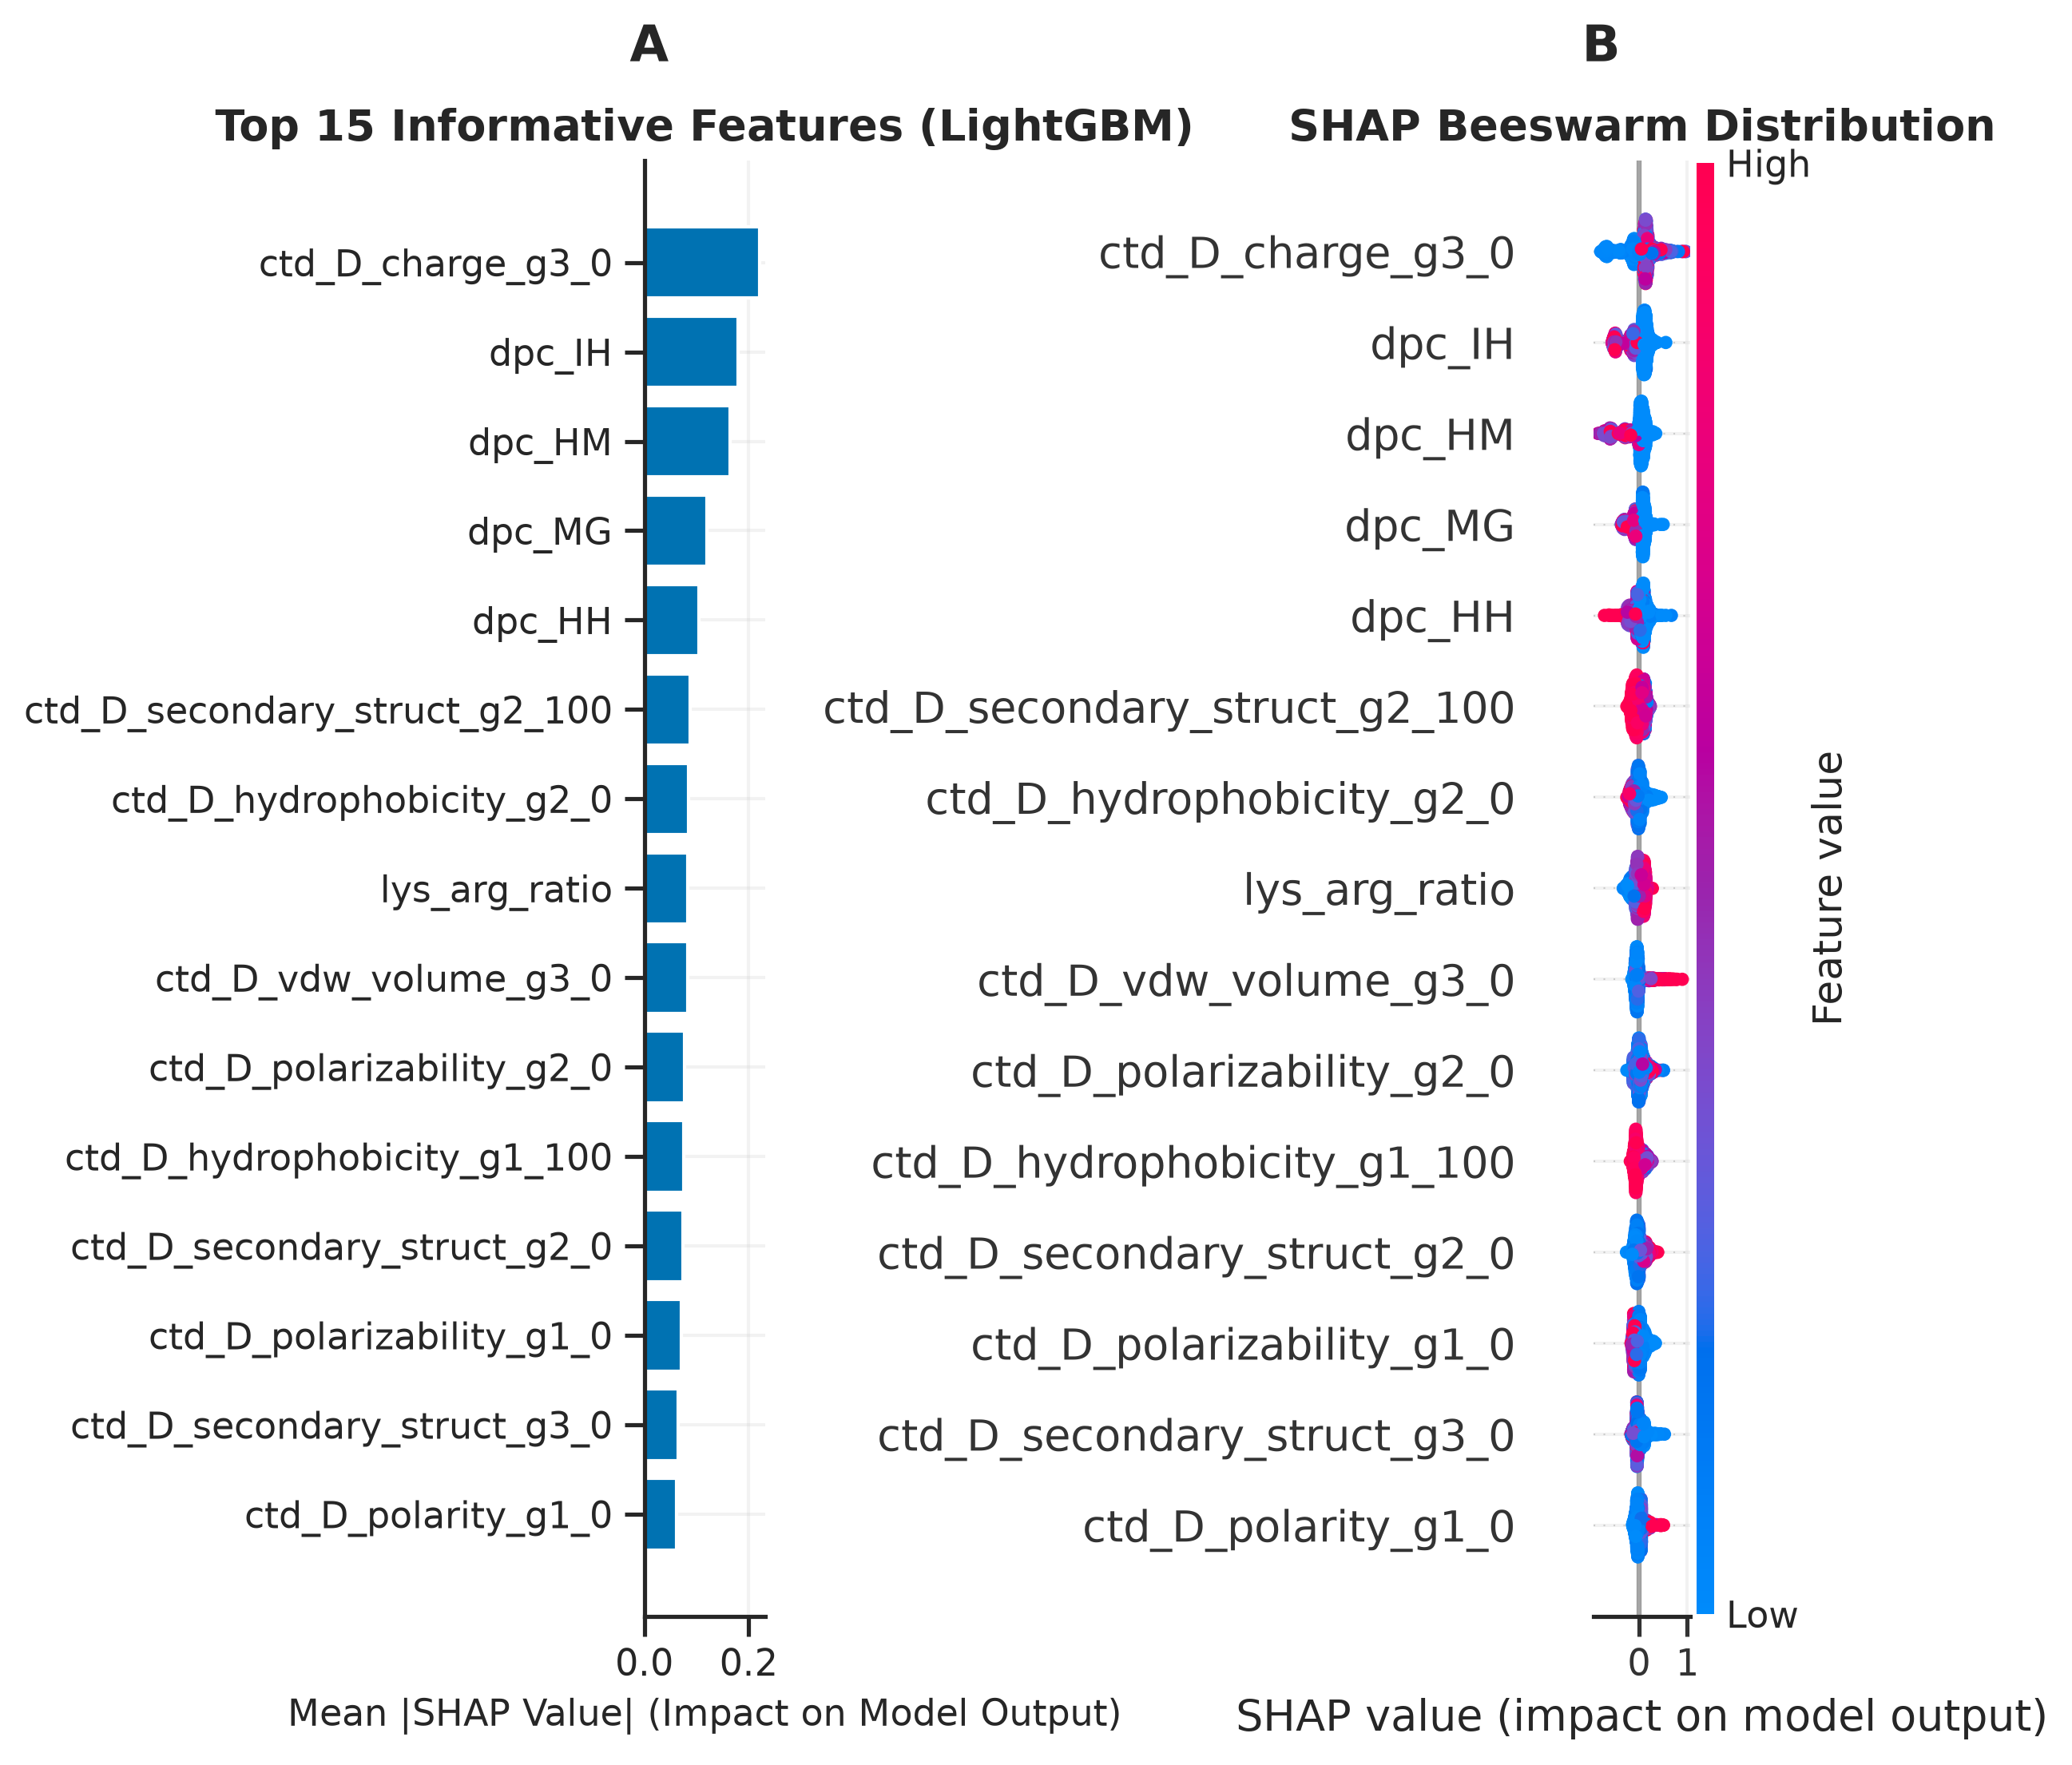 A
Top 15 Informative Features (LightGBM)
ctd_D_charge_g3_0
dpc_IH
dpc_HM
dpc_MG
dpc_HH
ctd_D_secondary_struct_g2_100
ctd_D_hydrophobicity_g2_0
lys_arg_ratio
ctd_D_vdw_volume_g3_0
ctd_D_polarizability_g2_0
ctd_D_hydrophobicity_g1_100
ctd_D_secondary_struct_g2_0
ctd_D_polarizability_g1_0
ctd_D_secondary_struct_g3_0
ctd_D_polarity_g1_0
0.0 0.2
Mean |SHAP Value| (Impact on Model Output)
B
SHAP Beeswarm Distribution
ctd_D_charge_g3_0
dpc_IH
dpc_HM
dpc_MG
dpc_HH
ctd_D_secondary_struct_g2_100
ctd_D_hydrophobicity_g2_0
lys_arg_ratio
ctd_D_vdw_volume_g3_0
ctd_D_polarizability_g2_0
ctd_D_hydrophobicity_g1_100
ctd_D_secondary_struct_g2_0
ctd_D_polarizability_g1_0
ctd_D_secondary_struct_g3_0
ctd_D_polarity_g1_0
0 1
SHAP value (impact on model output)
High
Feature value
Low